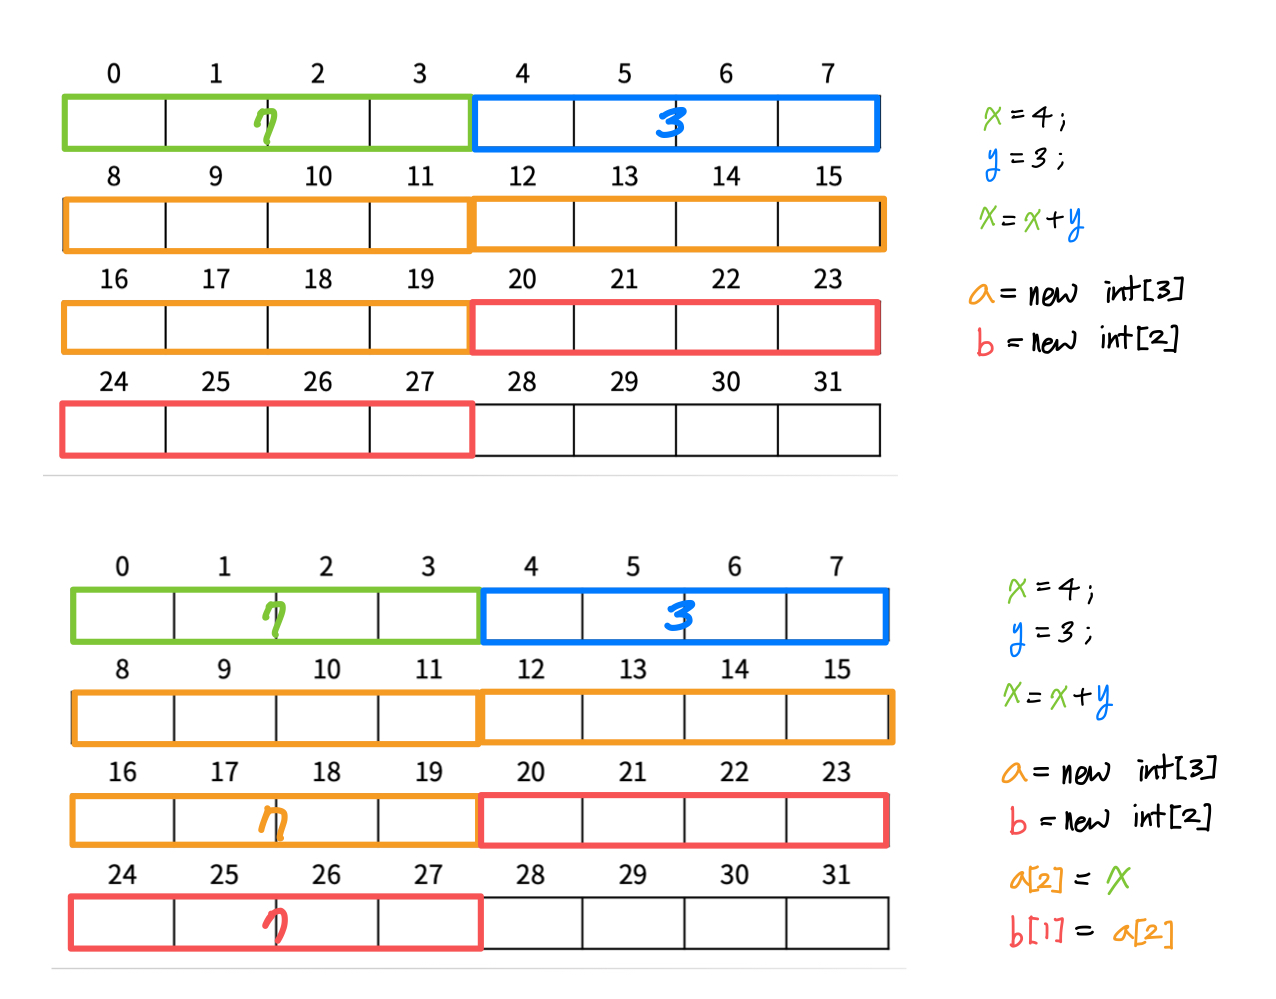 0 1 2 3 4 5 6 7
7 3
8 9 10 11 12 13 14 15
16 17 18 19 20 21 22 23
24 25 26 27 28 29 30 31
x = 4 ;
y = 3 ;
x = x + y
a = new int[3]
b = new int[2]
0 1 2 3 4 5 6 7
7 3
8 9 10 11 12 13 14 15
16 17 18 19 20 21 22 23
7
24 25 26 27 28 29 30 31
7
x = 4 ;
y = 3 ;
x = x + y
a = new int[3]
b = new int[2]
a[2] = x
b[1] = a[2]